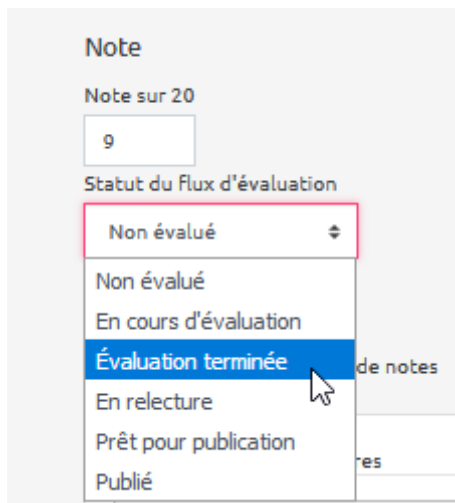 Note
Note sur 20
9
Statut du flux d'évaluation
Non évalué
Non évalué
En cours d'évaluation
Évaluation terminée
de notes
En relecture
Prêt pour publication
res
Publié